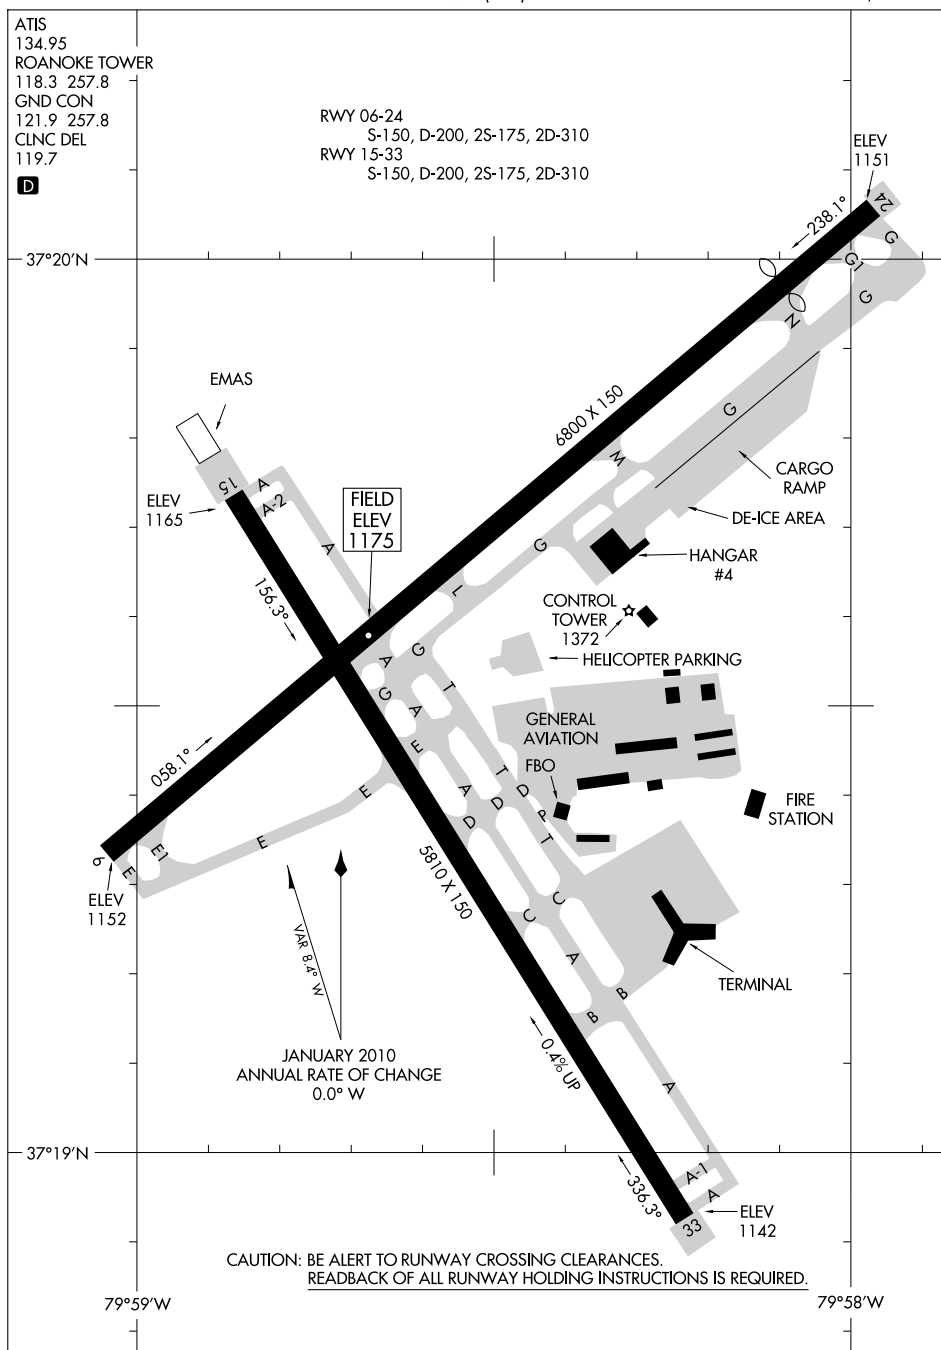 ATIS
134.95
ROANOKE TOWER
118.3 257.8
GND CON
121.9 257.8
CLNC DEL
119.7
D
RWY 06-24
S-150, D-200, 2S-175, 2D-310
RWY 15-33
S-150, D-200, 2S-175, 2D-310
ELEV
1151
24
238.1°
G
G1
G
37°20'N
N
EMAS
6800 X 150
G
M
CARGO
RAMP
15
A
A-2
ELEV
1165
FIELD
ELEV
1175
DE-ICE AREA
A
G
HANGAR
#4
156.3°
L
CONTROL
TOWER
1372
G
A
HELICOPTER PARKING
T
G
A
GENERAL
AVIATION
058.1°
E
FBO
T
E
A
D
D
P
FIRE
STATION
D
T
E
E1
9
E
5810 X 150
ELEV
1152
C
C
VAR 8.4° W
A
TERMINAL
B
B
JANUARY 2010
ANNUAL RATE OF CHANGE
0.0° W
0.4% UP
A
37°19'N
A-1
336.3°
A
33
ELEV
1142
CAUTION: BE ALERT TO RUNWAY CROSSING CLEARANCES.
READBACK OF ALL RUNWAY HOLDING INSTRUCTIONS IS REQUIRED.
79°59'W
79°58'W